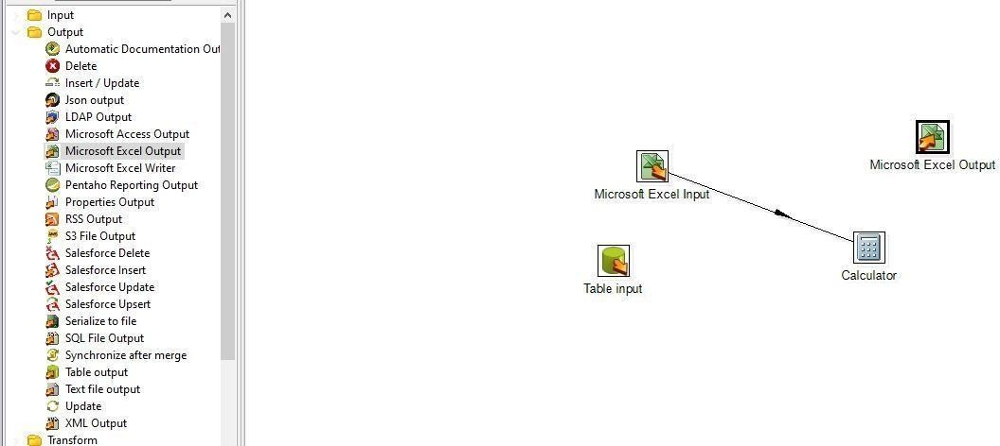 Input
Output
Automatic Documentation Out
Delete
Insert / Update
Json output
LDAP Output
Microsoft Access Output
Microsoft Excel Output
Microsoft Excel Writer
Pentaho Reporting Output
Properties Output
RSS Output
S3 File Output
Salesforce Delete
Salesforce Insert
Salesforce Update
Salesforce Upsert
Serialize to file
SQL File Output
Synchronize after merge
Table output
Text file output
Update
XML Output
Transform
Microsoft Excel Output
Microsoft Excel Input
Calculator
Table input